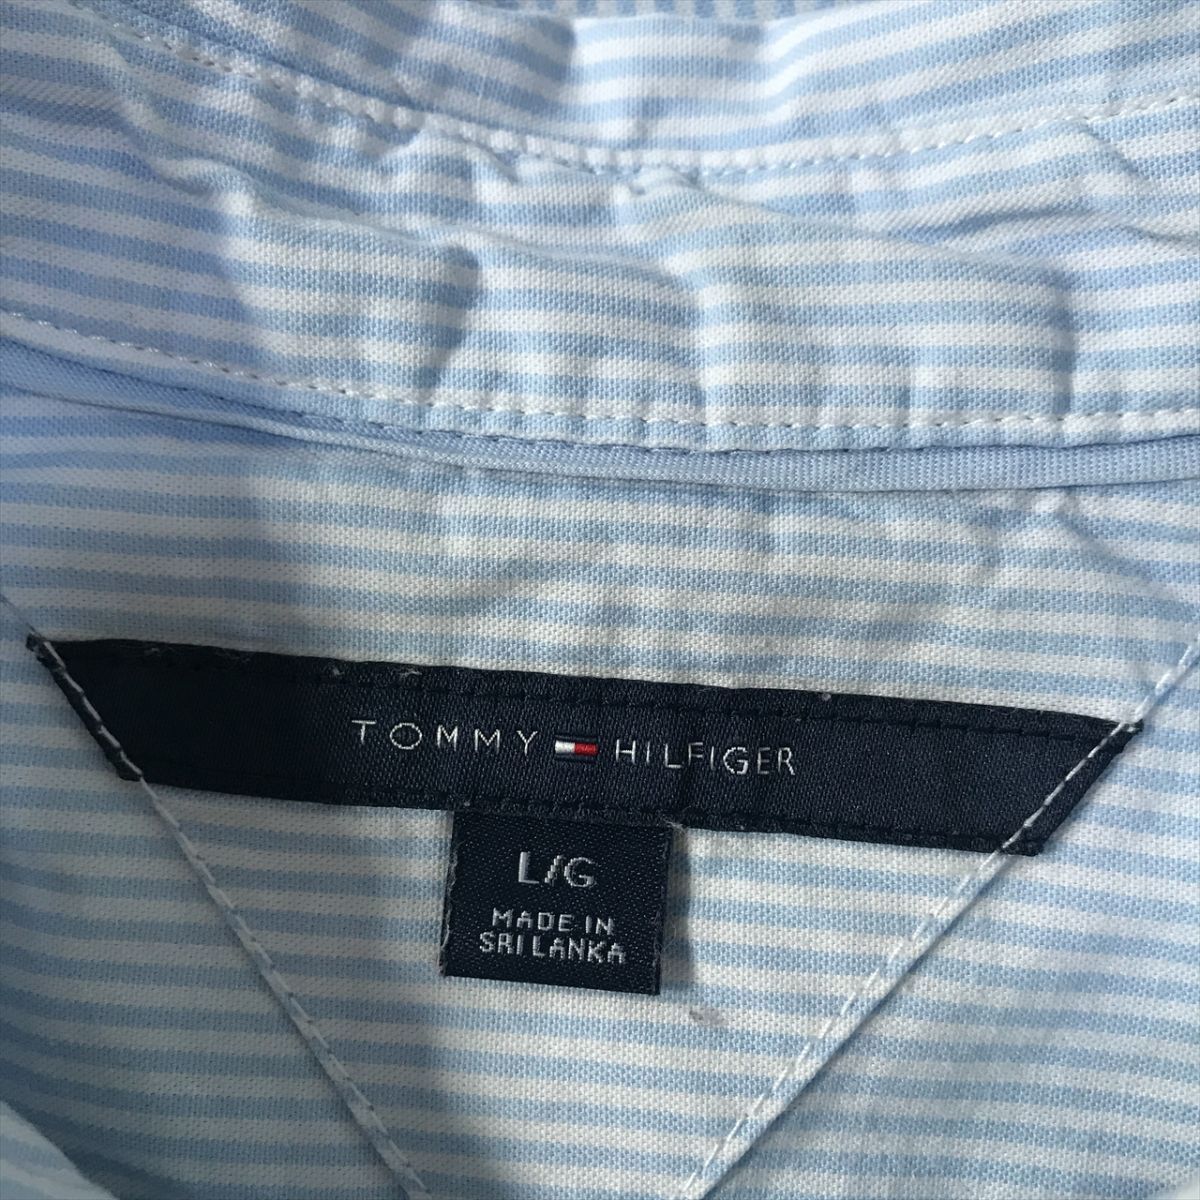 TOMMY HILFIGER
L/G
MADE IN
SRI LANKA